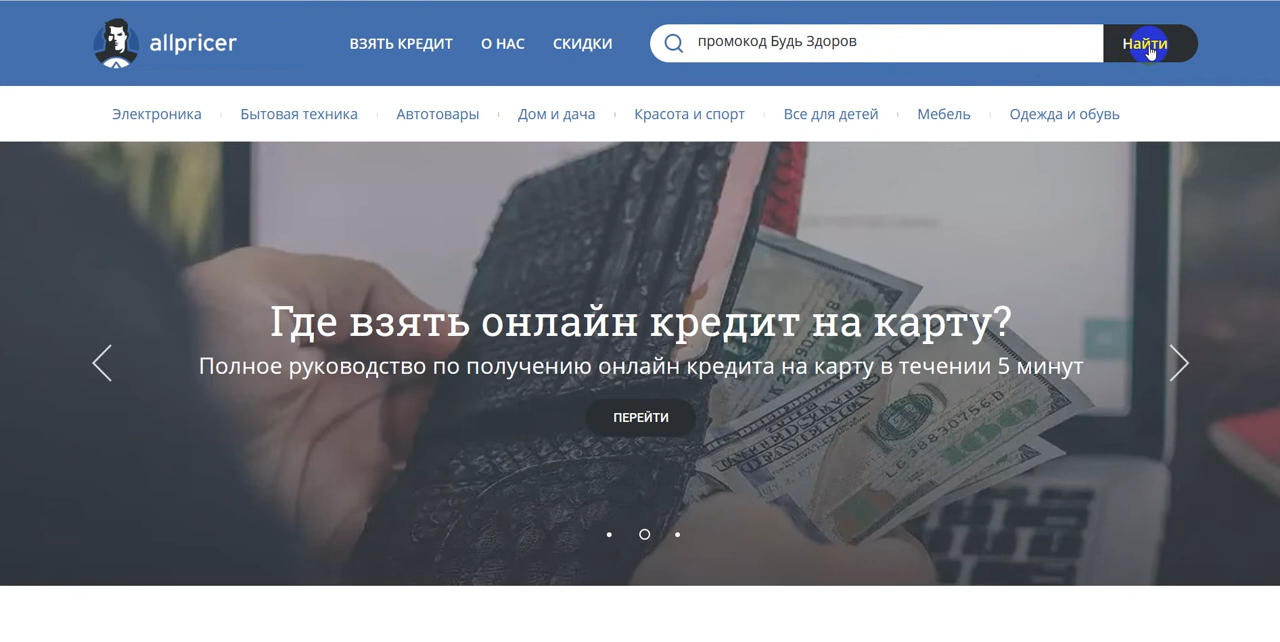 allpricer
ВЗЯТЬ КРЕДИТ О НАС СКИДКИ
промокод Будь Здоров
Найти
Электроника Бытовая техника Автотовары Дом и дача Красота и спорт Все для детей Мебель Одежда и обувь
Где взять онлайн кредит на карту?
Полное руководство по получению онлайн кредита на карту в течении 5 минут
ПЕРЕЙТИ